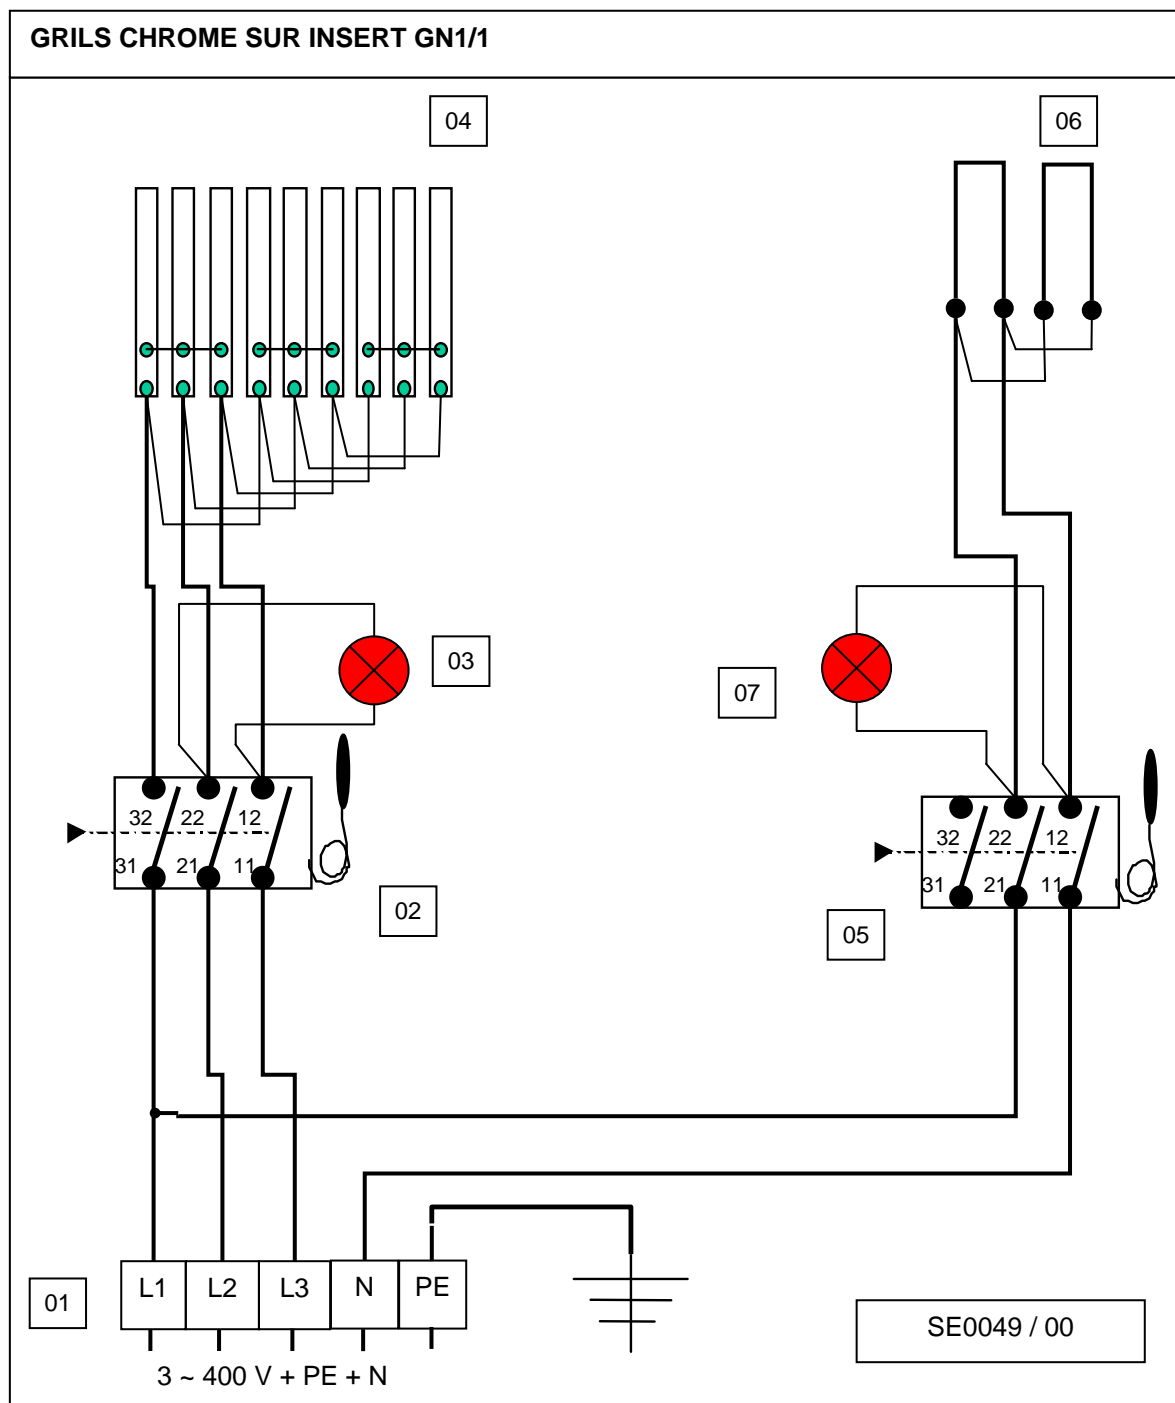 GRILS CHROME SUR INSERT GN1/1
04
06
03
07
32 22 12
31 21 11
32 22 12
31 21 11
02
05
01
L1 L2 L3 N PE
3 ~ 400 V + PE + N
SE0049 / 00